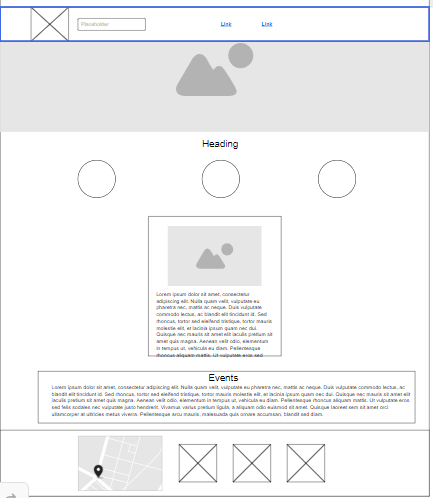 Placeholder
Link
Link
Heading
Lorem ipsum dolor sit amet, consectetur
adipiscing elit. Nulla quam velit, vulputate eu
pharetra nec, mattis ac neque. Duis vulputate
commodo lectus, ac blandit elit tincidunt id. Sed
rhoncus, tortor sed eleifend tristique, tortor mauris
molestie elit, et lacinia ipsum quam nec dui.
Quisque nec mauris sit amet elit iaculis pretium sit
amet quis magna. Aenean velit odio, elementum
in tempus ut, vehicula eu diam. Pellentesque
rhoncus aliquam mattis. Ut vulputate eros sed
Events
Lorem ipsum dolor sit amet, consectetur adipiscing elit. Nulla quam velit, vulputate eu pharetra nec, mattis ac neque. Duis vulputate commodo lectus, ac
blandit elit tincidunt id. Sed rhoncus, tortor sed eleifend tristique, tortor mauris molestie elit, et lacinia ipsum quam nec dui. Quisque nec mauris sit amet elit
iaculis pretium sit amet quis magna. Aenean velit odio, elementum in tempus ut, vehicula eu diam. Pellentesque rhoncus aliquam mattis. Ut vulputate eros
sed felis sodales nec vulputate justo hendrerit. Vivamus varius pretium ligula, a aliquam odio euismod sit amet. Quisque laoreet sem sit amet orci
ullamcorper at ultricies metus viverra. Pellentesque arcu mauris, malesuada quis ornare accumsan, blandit sed diam.